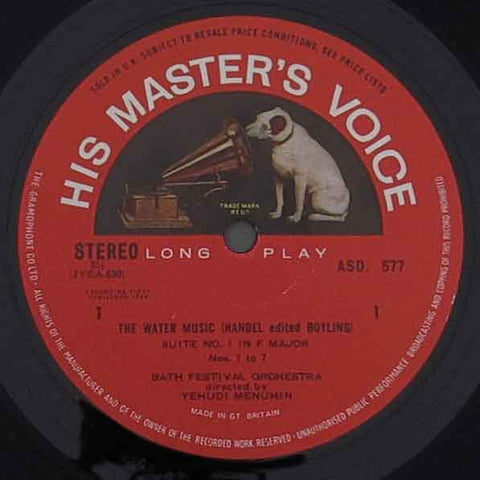 SOLD IN U.K. SUBJECT TO RESALE PRICE CONDITIONS, SEE PRICE LISTS
HIS MASTER'S VOICE
TRADE MARK
REGD
STEREO
LONG PLAY
33⅓
ASD. 577
1
1
THE WATER MUSIC (HANDEL edited BOYLING)
SUITE NO. 1 IN F MAJOR
Nos. 1 to 7
BATH FESTIVAL ORCHESTRA
directed by
YEHUDI MENUHIN
MADE IN GT. BRITAIN
THE GRAMOPHONE CO LTD · ALL RIGHTS OF THE MANUFACTURER AND OF THE OWNER OF THE RECORDED WORK RESERVED · UNAUTHORISED PUBLIC PERFORMANCE BROADCASTING AND COPYING OF THIS RECORD PROHIBITED